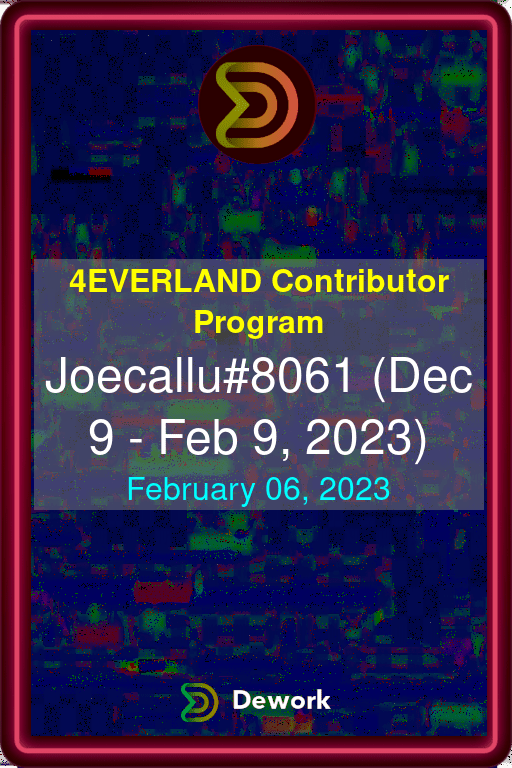 4EVERLAND Contributor
Program
Joecallu#8061 (Dec
9 - Feb 9, 2023)
February 06, 2023
Dework